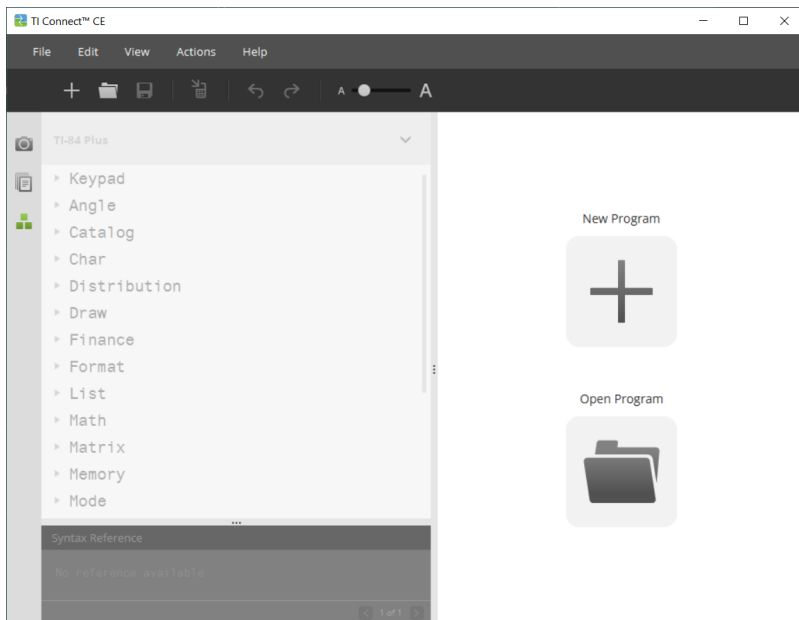 TI Connect™ CE
File Edit View Actions Help
A A
TI-84 Plus
Keypad
Angle
Catalog
Char
Distribution
Draw
Finance
Format
List
Math
Matrix
Memory
Mode
Syntax Reference
No reference available
1 of 1
New Program
Open Program